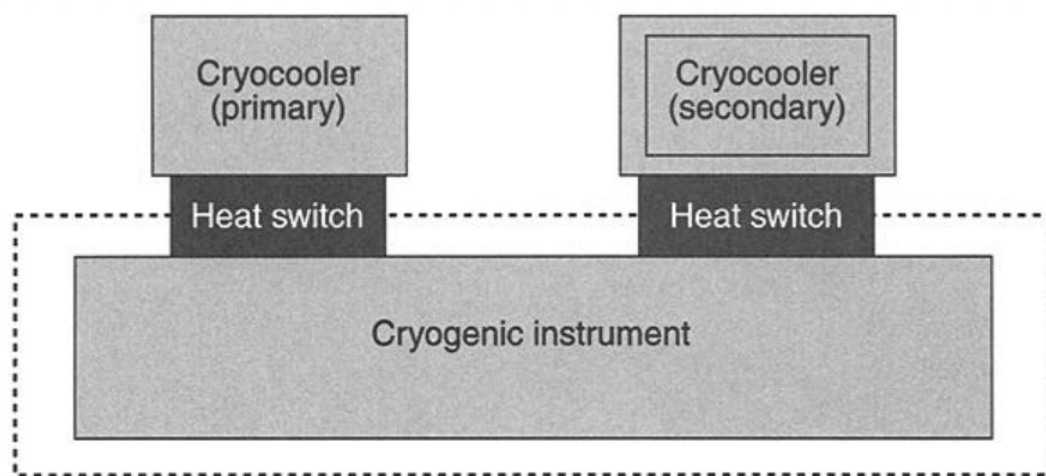 Cryocooler
(primary)
Cryocooler
(secondary)
Heat switch
Heat switch
Cryogenic instrument